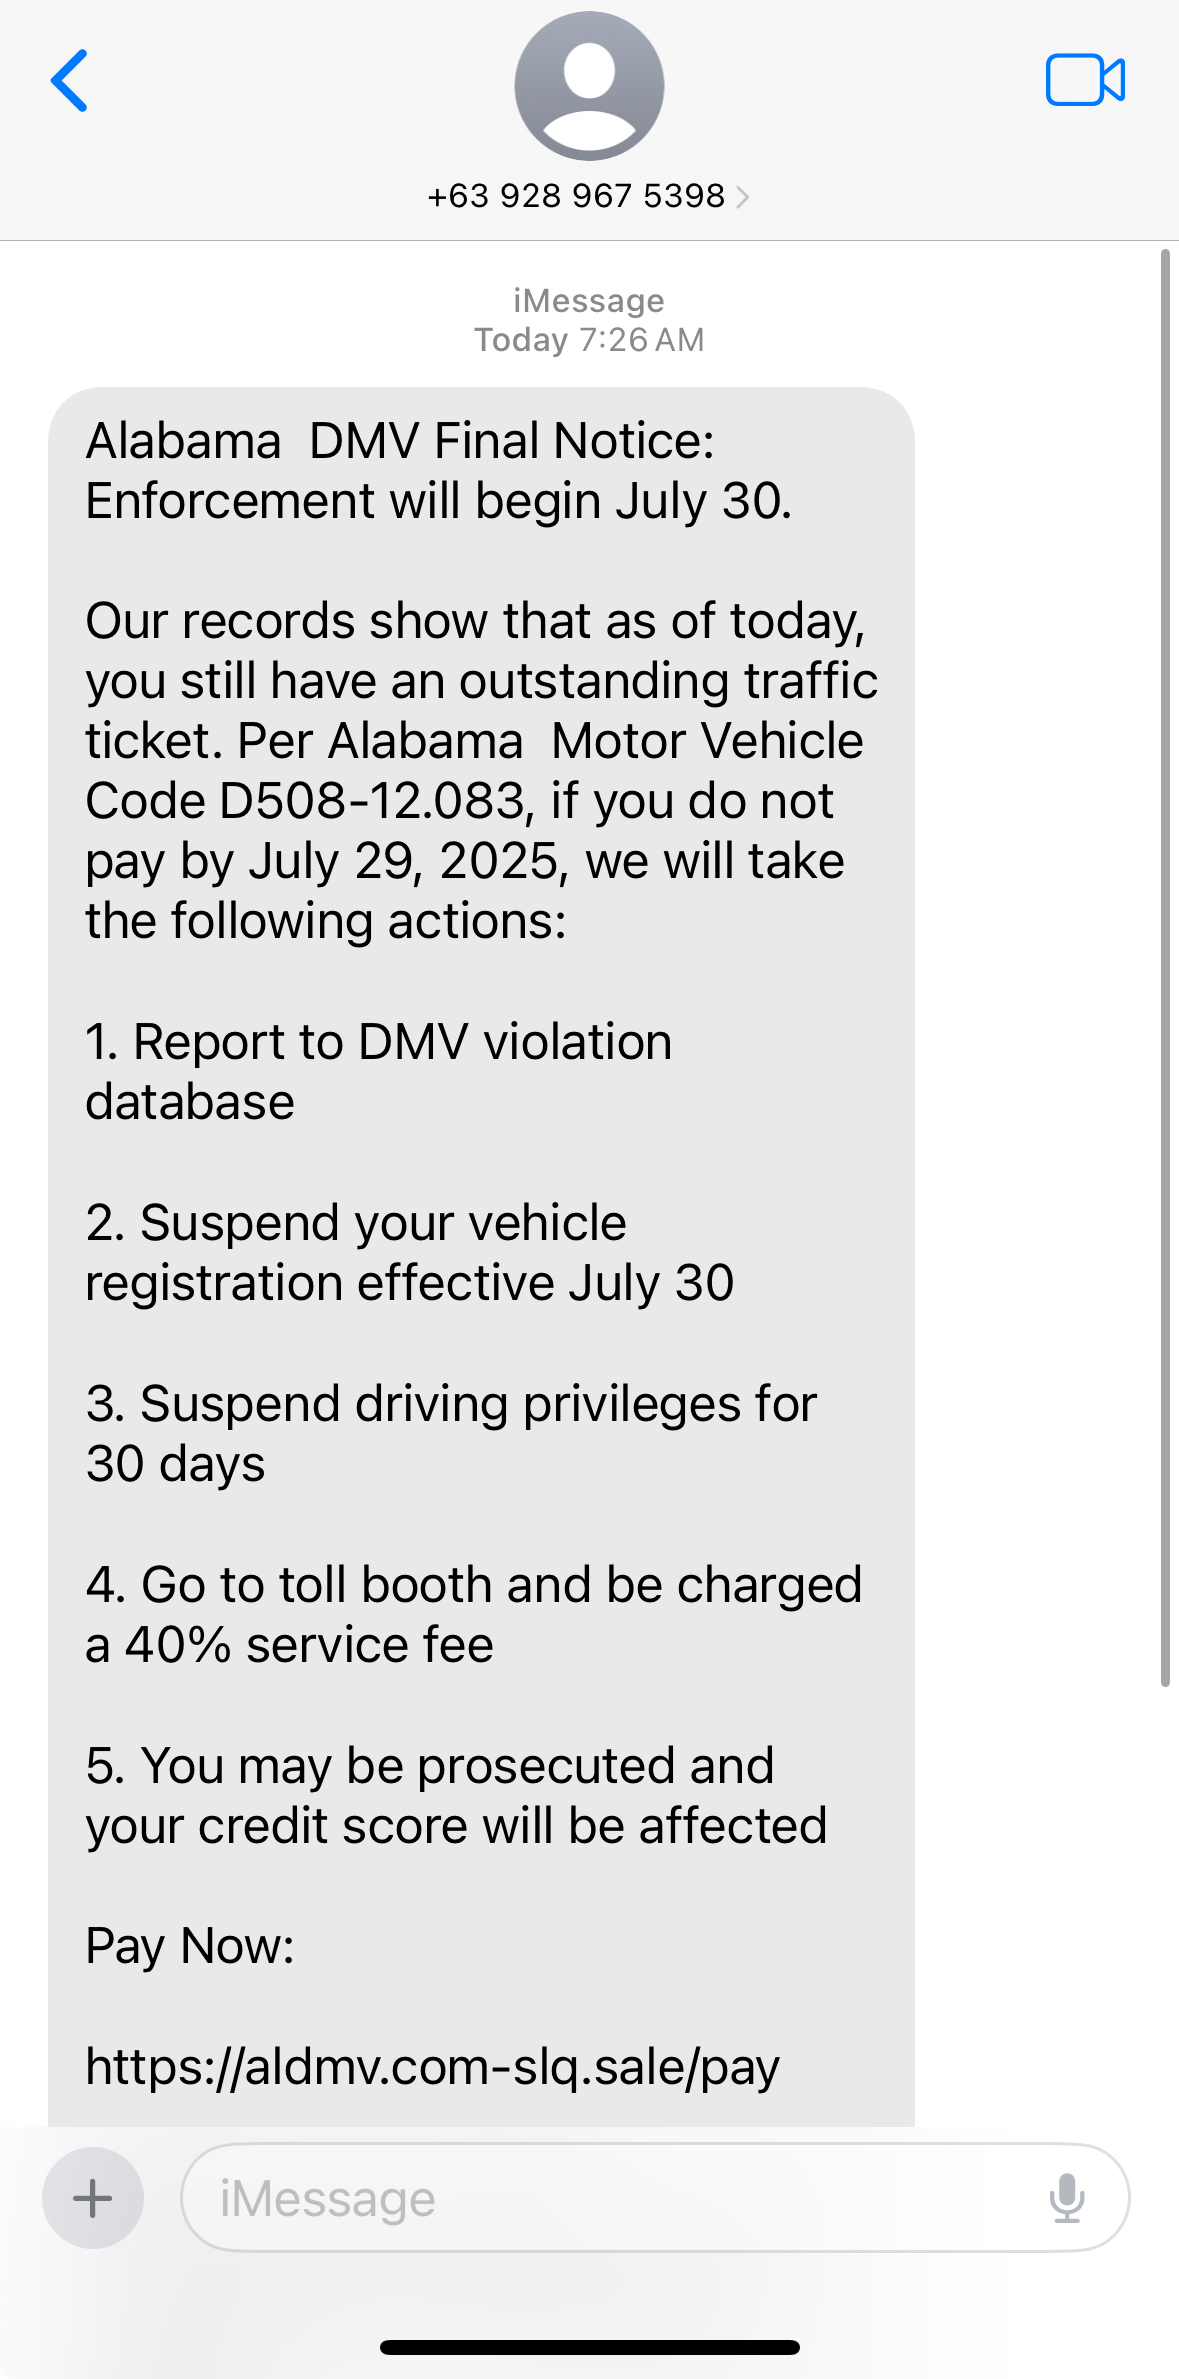 +63 928 967 5398
iMessage
Today 7:26 AM
Alabama  DMV Final Notice:
Enforcement will begin July 30.
Our records show that as of today,
you still have an outstanding traffic
ticket. Per Alabama  Motor Vehicle
Code D508-12.083, if you do not
pay by July 29, 2025, we will take
the following actions:
1. Report to DMV violation
database
2. Suspend your vehicle
registration effective July 30
3. Suspend driving privileges for
30 days
4. Go to toll booth and be charged
a 40% service fee
5. You may be prosecuted and
your credit score will be affected
Pay Now:
https://aldmv.com-slq.sale/pay
iMessage